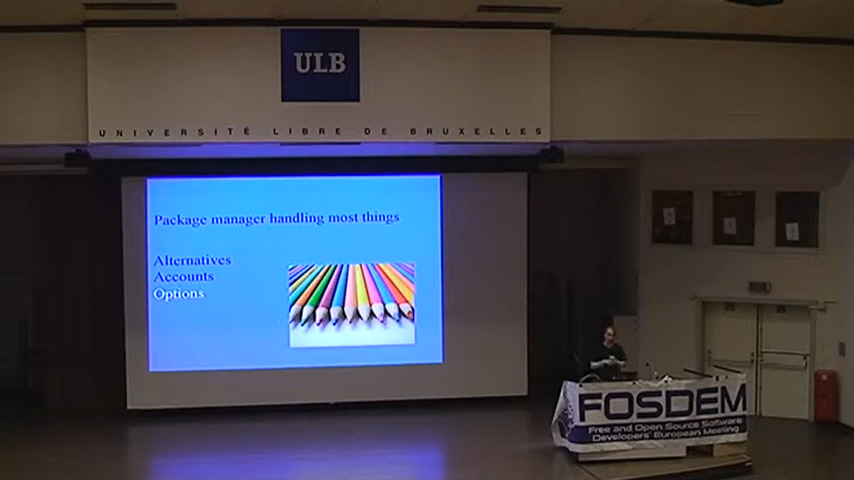 ULB
UNIVERSITÉ LIBRE DE BRUXELLES
Package manager handling most things
Alternatives
Accounts
Options
FOSDEM
Free and Open Source Software
Developers' European Meeting